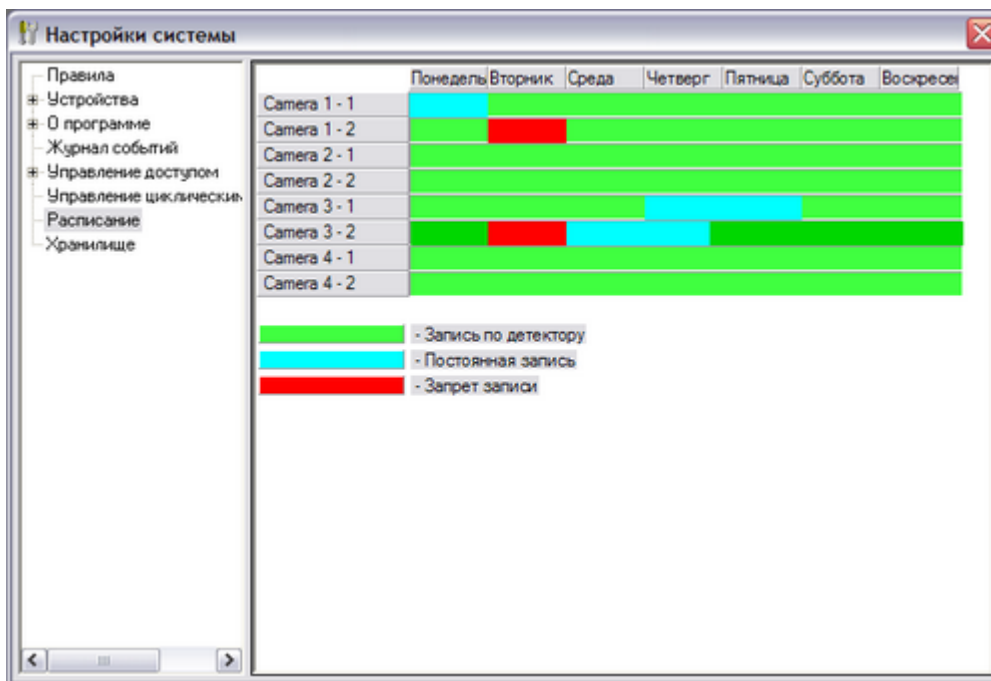 Настройки системы
Правила
Устройства
О программе
Журнал событий
Управление доступом
Управление циклически
Расписание
Хранилище
Понедель Вторник Среда Четверг Пятница Суббота Воскресе
Camera 1 - 1
Camera 1 - 2
Camera 2 - 1
Camera 2 - 2
Camera 3 - 1
Camera 3 - 2
Camera 4 - 1
Camera 4 - 2
- Запись по детектору
- Постоянная запись
- Запрет записи